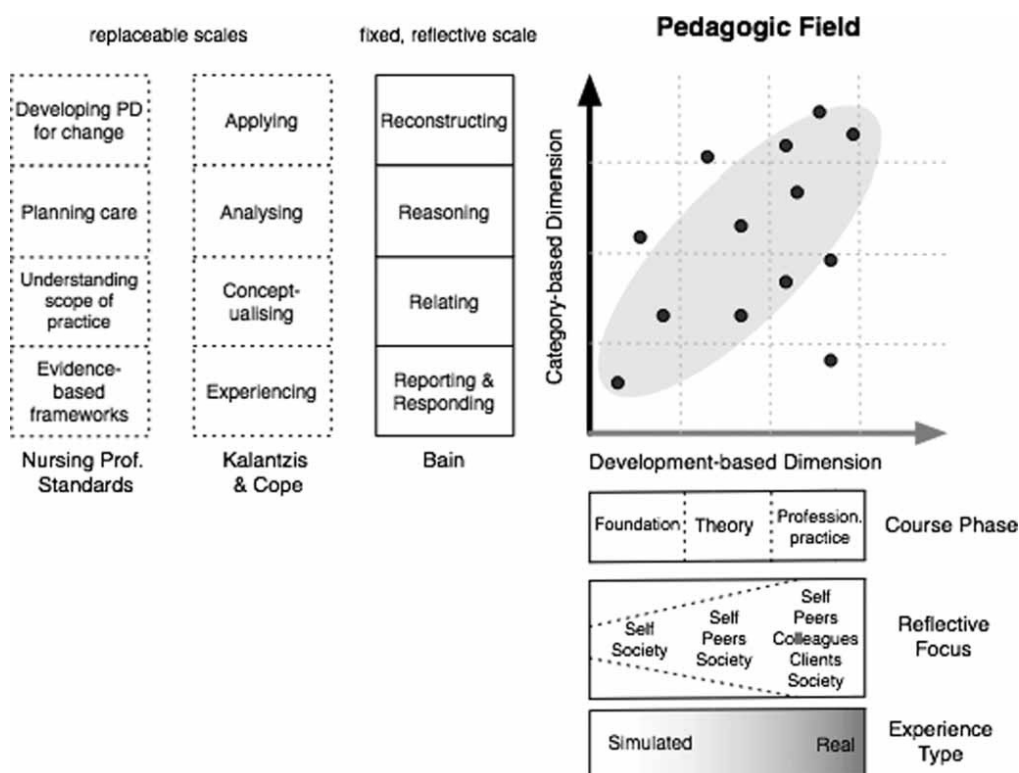 replaceable scales
fixed, reflective scale
Pedagogic Field
Developing PD
for change
Applying
Reconstructing
Planning care
Analysing
Reasoning
Understanding
scope of
practice
Concept-
ualising
Relating
Evidence-
based
frameworks
Experiencing
Reporting &
Responding
Nursing Prof.
Standards
Kalantzis
& Cope
Bain
Category-based Dimension
Development-based Dimension
Foundation
Theory
Profession.
practice
Course Phase
Self
Society
Self
Peers
Society
Self
Peers
Colleagues
Clients
Society
Reflective
Focus
Simulated
Real
Experience
Type